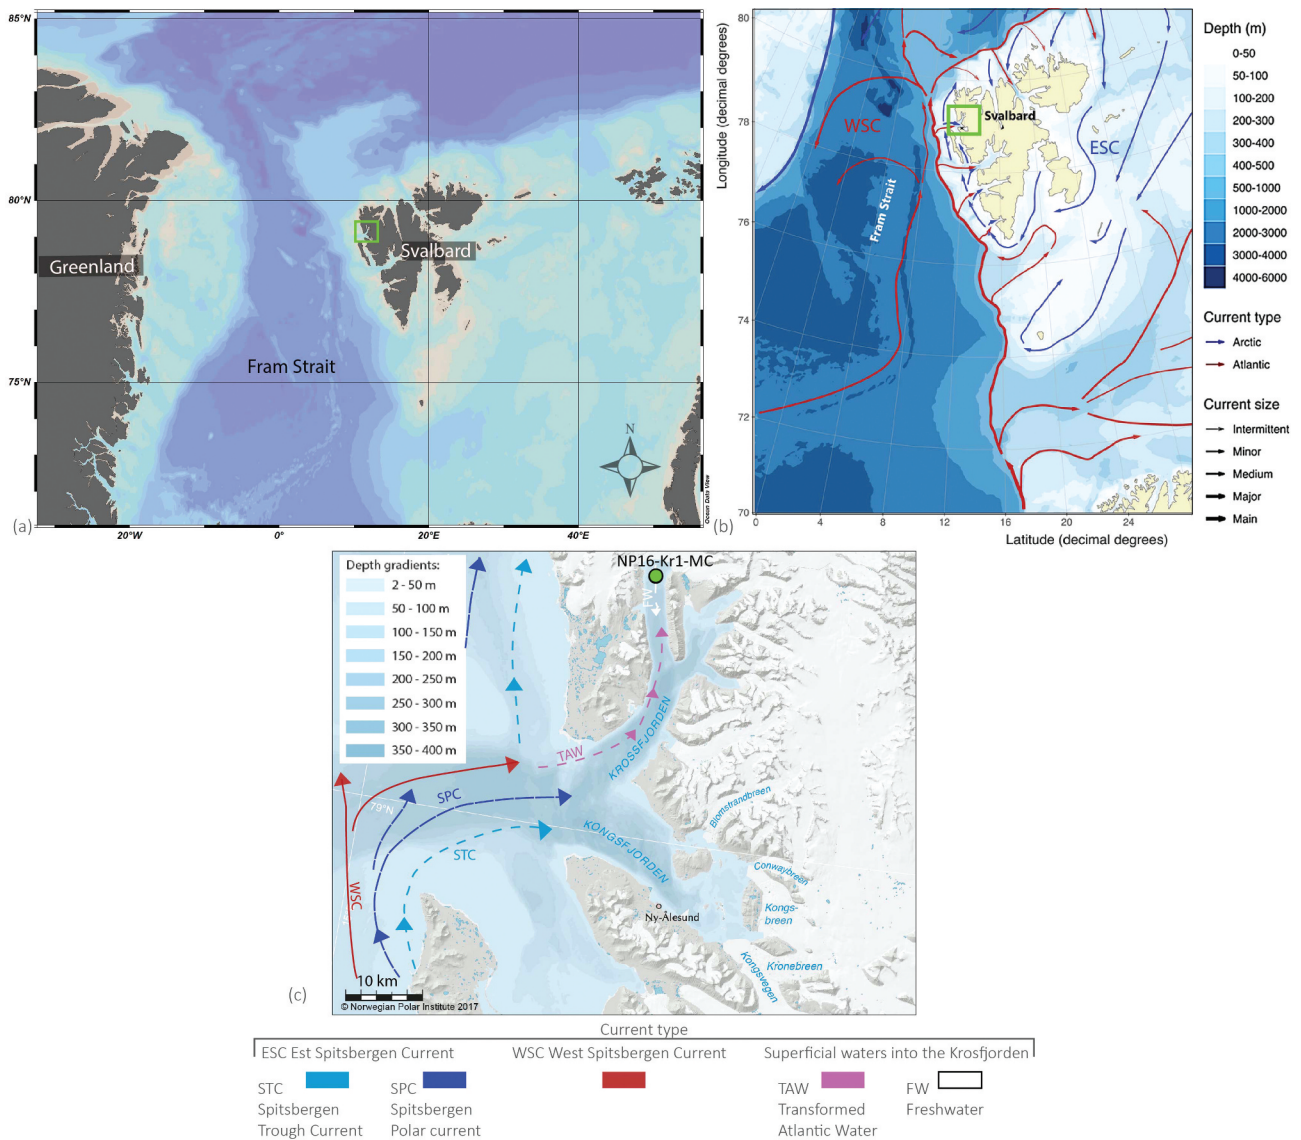 85°N
80°N
75°N
Greenland
Svalbard
Fram Strait
N
Ocean Data View
(a)
20°W
0°
20°E
40°E
80
78
76
74
72
70
Longitude (decimal degrees)
WSC
Svalbard
ESC
Fram Strait
(b)
0
4
8
12
16
20
24
Latitude (decimal degrees)
Depth (m)
0-50
50-100
100-200
200-300
300-400
400-500
500-1000
1000-2000
2000-3000
3000-4000
4000-6000
Current type
Arctic
Atlantic
Current size
Intermittent
Minor
Medium
Major
Main
Depth gradients:
2 - 50 m
50 - 100 m
100 - 150 m
150 - 200 m
200 - 250 m
250 - 300 m
300 - 350 m
350 - 400 m
NP16-Kr1-MC
FW
TAW
KROSSFJORDEN
SPC
79°N
STC
KONGSFJORDEN
WSC
Blomstrandbreen
Conwaybreen
Kongs-
breen
Ny-Ålesund
Kronebreen
Kongsvegen
10 km
© Norwegian Polar Institute 2017
(c)
Current type
ESC Est Spitsbergen Current
WSC West Spitsbergen Current
Superficial waters into the Krosfjorden
STC
Spitsbergen
Trough Current
SPC
Spitsbergen
Polar current
TAW
Transformed
Atlantic Water
FW
Freshwater